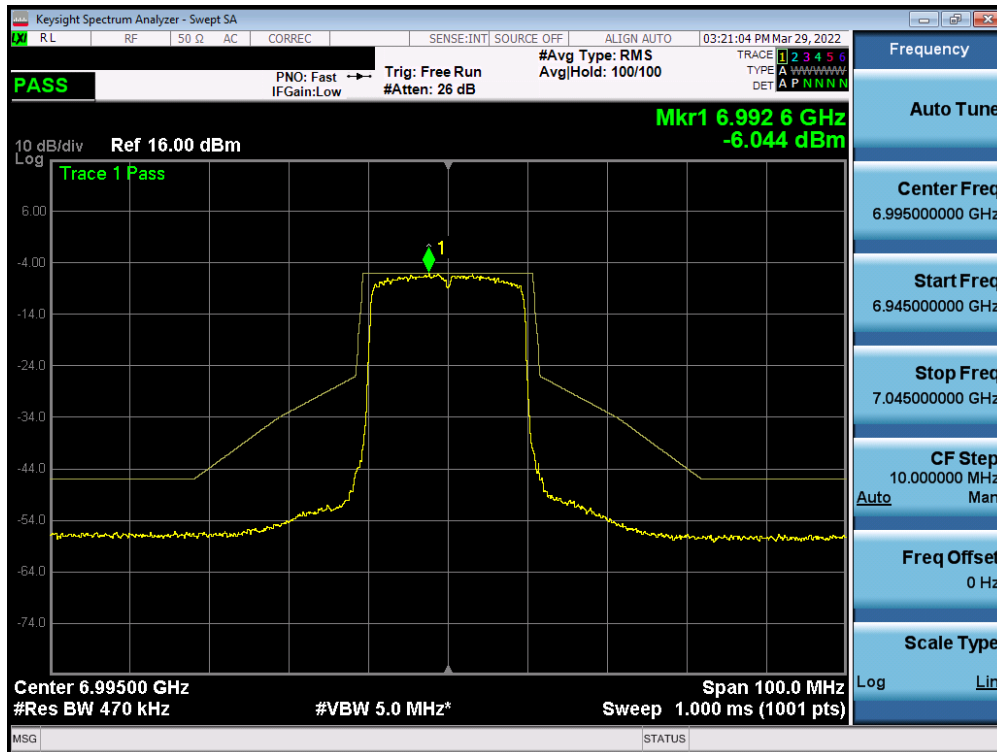 Keysight Spectrum Analyzer - Swept SA
LXI RL RF 50 Ω AC CORREC SENSE:INT SOURCE OFF ALIGN AUTO 03:21:04 PM Mar 29, 2022
Frequency
PASS
PNO: Fast
IFGain:Low
Trig: Free Run
#Atten: 26 dB
#Avg Type: RMS
Avg|Hold: 100/100
TRACE 1 2 3 4 5 6
TYPE A WWWWW
DET A P N N N N
Auto Tune
Mkr1 6.992 6 GHz
-6.044 dBm
10 dB/div Ref 16.00 dBm
Log
Trace 1 Pass
Center Freq
6.995000000 GHz
6.00
-4.00
1
Start Freq
6.945000000 GHz
-14.0
-24.0
Stop Freq
7.045000000 GHz
-34.0
-44.0
CF Step
10.000000 MHz
Auto Man
-54.0
Freq Offset
0 Hz
-64.0
-74.0
Scale Type
Log Lin
Center 6.99500 GHz Span 100.0 MHz
#Res BW 470 kHz #VBW 5.0 MHz* Sweep 1.000 ms (1001 pts)
MSG STATUS